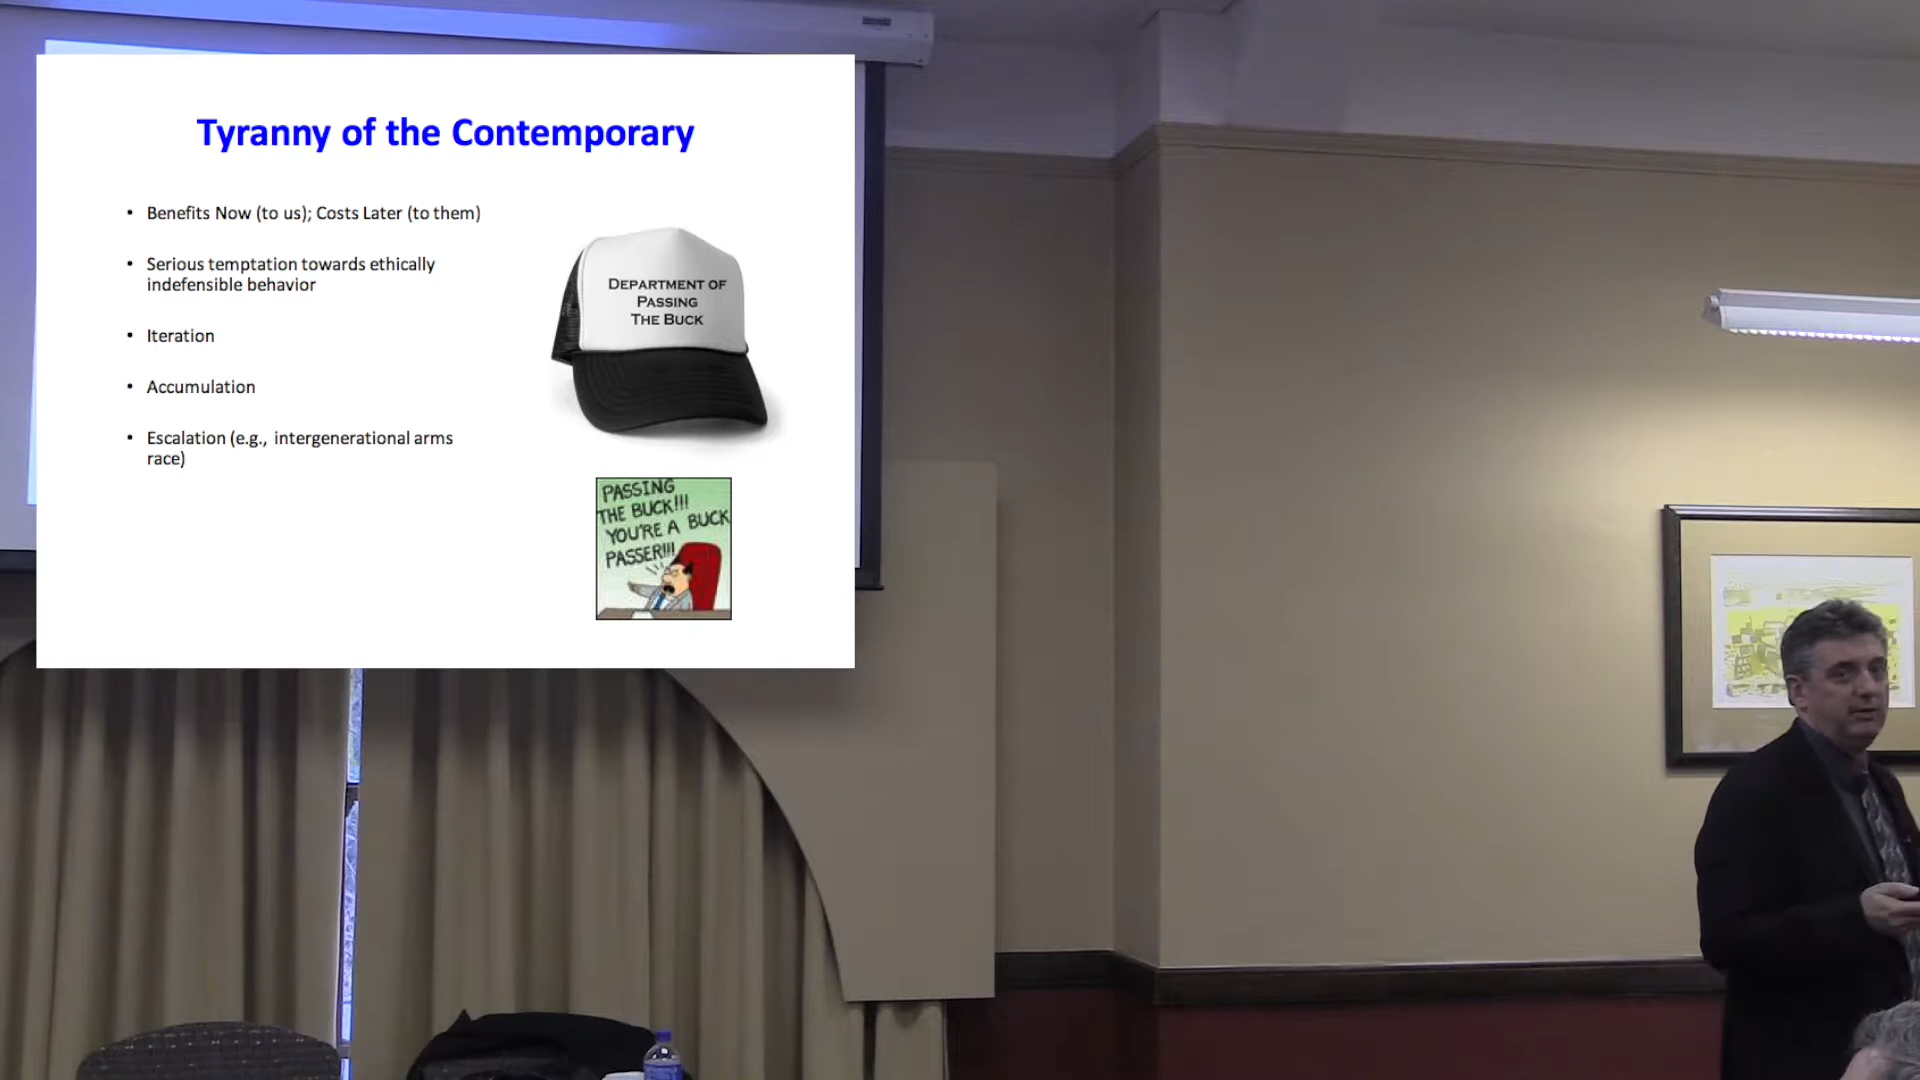 Tyranny of the Contemporary
• Benefits Now (to us); Costs Later (to them)
• Serious temptation towards ethically
indefensible behavior
• Iteration
• Accumulation
• Escalation (e.g., intergenerational arms
race)
DEPARTMENT OF
PASSING
THE BUCK
PASSING
THE BUCK!!!
YOU'RE A BUCK
PASSER!!!